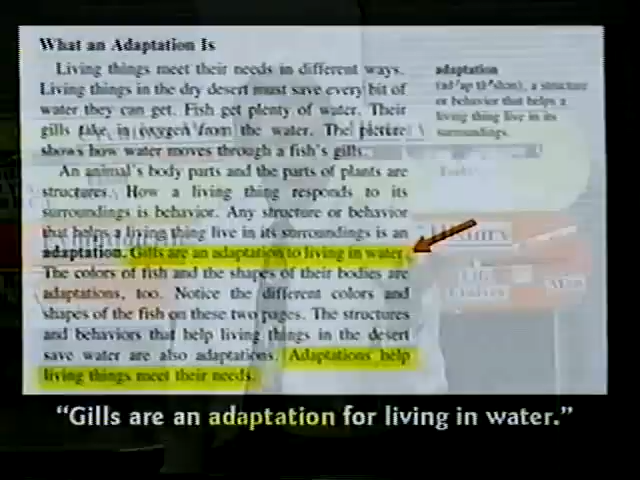 What an Adaptation Is
Living things meet their needs in different ways.
Living things in the dry desert must save every bit of
water they can get. Fish get plenty of water. Their
gills take in oxygen from the water. The picture
shows how water moves through a fish's gills.
An animal's body parts and the parts of plants are
structures. How a living thing responds to its
surroundings is behavior. Any structure or behavior
that helps a living thing live in its surroundings is an
adaptation. Gills are an adaptation to living in water.
The colors of fish and the shapes of their bodies are
adaptations, too. Notice the different colors and
shapes of the fish on these two pages. The structures
and behaviors that help living things in the desert
save water are also adaptations. Adaptations help
living things meet their needs.
adaptation
a structure
or behavior that helps a
living thing live in its
surroundings.
"Gills are an adaptation for living in water."